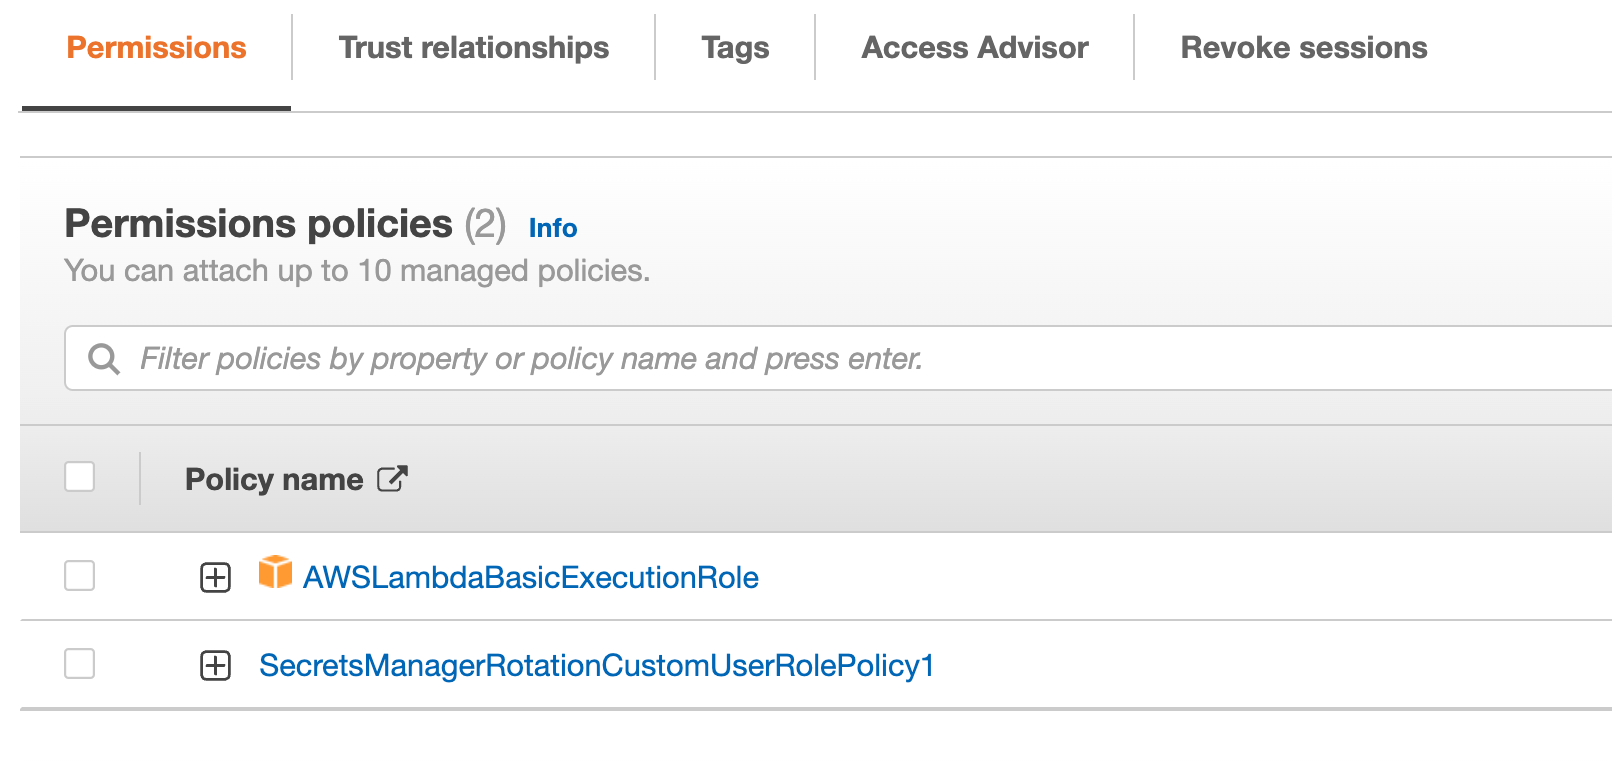 Permissions Trust relationships Tags Access Advisor Revoke sessions
Permissions policies (2) Info
You can attach up to 10 managed policies.
Filter policies by property or policy name and press enter.
Policy name
AWSLambdaBasicExecutionRole
SecretsManagerRotationCustomUserRolePolicy1